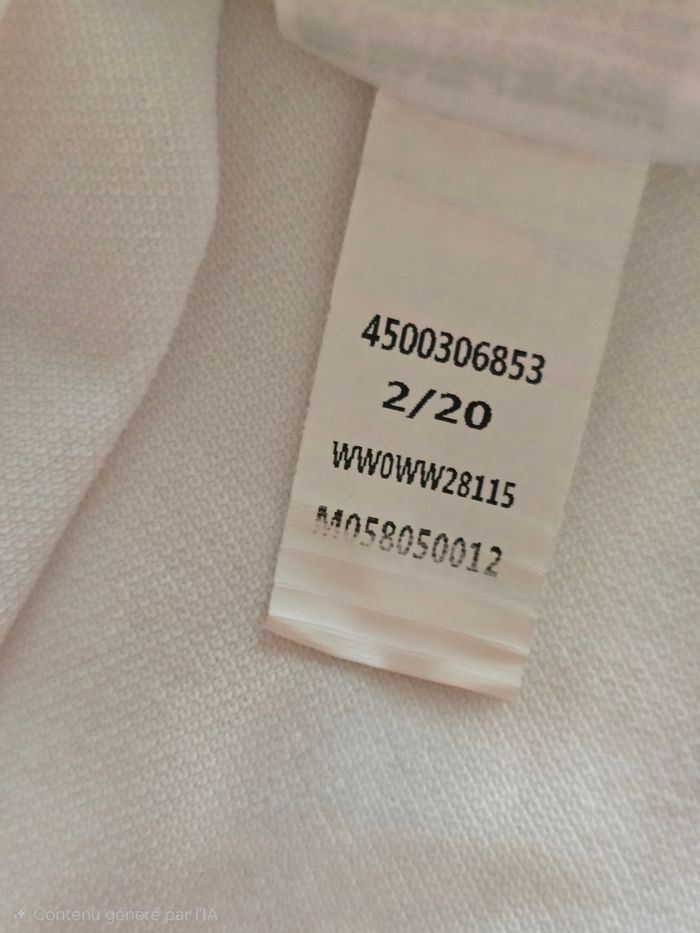 4500306853
2/20
WW0WW28115
M058050012
Contenu généré par l'IA